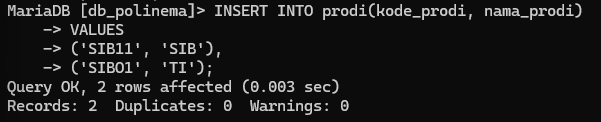 MariaDB [db_polinema]> INSERT INTO prodi(kode_prodi, nama_prodi)
    -> VALUES
    -> ('SIB11', 'SIB'),
    -> ('SIBO1', 'TI');
Query OK, 2 rows affected (0.003 sec)
Records: 2  Duplicates: 0  Warnings: 0